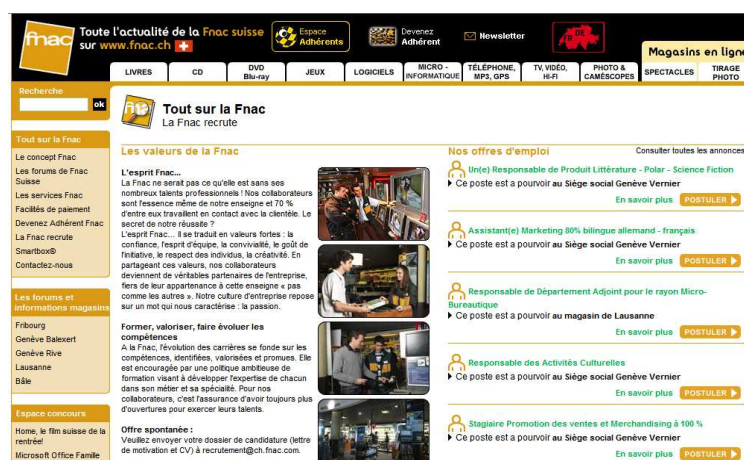 fnac
Toute l'actualité de la Fnac suisse
sur www.fnac.ch
Espace
Adhérents
Devenez
Adhérent
Newsletter
FR
DE
Magasins en ligne
LIVRES
CD
DVD
Blu-ray
JEUX
LOGICIELS
MICRO -
INFORMATIQUE
TÉLÉPHONE,
MP3, GPS
TV, VIDÉO,
HI-FI
PHOTO &
CAMÉSCOPES
SPECTACLES
TIRAGE
PHOTO
Recherche
ok
Tout sur la Fnac
Le concept Fnac
Les forums de Fnac
Suisse
Les services Fnac
Facilités de paiement
Devenez Adhérent Fnac
La Fnac recrute
Smartbox®
Contactez-nous
Les forums et
informations magasins
Fribourg
Genève Balexert
Genève Rive
Lausanne
Bâle
Espace concours
Home, le film suisse de la
rentrée!
Microsoft Office Famille
Tout sur la Fnac
La Fnac recrute
Les valeurs de la Fnac
L'esprit Fnac...
La Fnac ne serait pas ce qu'elle est sans ses
nombreux talents professionnels ! Nos collaborateurs
sont l'essence même de notre enseigne et 70 %
d'entre eux travaillent en contact avec la clientèle. Le
secret de notre réussite ?
L'esprit Fnac... Il se traduit en valeurs fortes : la
confiance, l'esprit d'équipe, la convivialité, le goût de
l'initiative, le respect des individus, la créativité. En
partageant ces valeurs, nos collaborateurs
deviennent de véritables partenaires de l'entreprise,
fiers de leur appartenance à cette enseigne « pas
comme les autres ». Notre culture d'entreprise repose
sur un mot qui nous caractérise : la passion.
Former, valoriser, faire évoluer les
compétences
A la Fnac, l'évolution des carrières se fonde sur les
compétences, identifiées, valorisées et promues. Elle
est encouragée par une politique ambitieuse de
formation visant à développer l'expertise de chacun
dans son métier et sa spécialité. Pour nos
collaborateurs, c'est l'assurance d'avoir toujours plus
d'ouvertures pour exercer leurs talents.
Offre spontanée :
Veuillez envoyer votre dossier de candidature (lettre
de motivation et CV) à recrutement@ch.fnac.com.
Nos offres d'emploi
Consulter toutes les annonces
Un(e) Responsable de Produit Littérature - Polar - Science Fiction
Ce poste est a pourvoir au Siège social Genève Vernier
En savoir plus POSTULER
Assistant(e) Marketing 80% bilingue allemand - français
Ce poste est a pourvoir au Siège social Genève Vernier
En savoir plus POSTULER
Responsable de Département Adjoint pour le rayon Micro-
Bureautique
Ce poste est a pourvoir au magasin de Lausanne
En savoir plus POSTULER
Responsable des Activités Culturelles
Ce poste est a pourvoir au Siège social Genève Vernier
En savoir plus POSTULER
Stagiaire Promotion des ventes et Merchandising à 100 %
Ce poste est a pourvoir au Siège social Genève Vernier
En savoir plus POSTULER